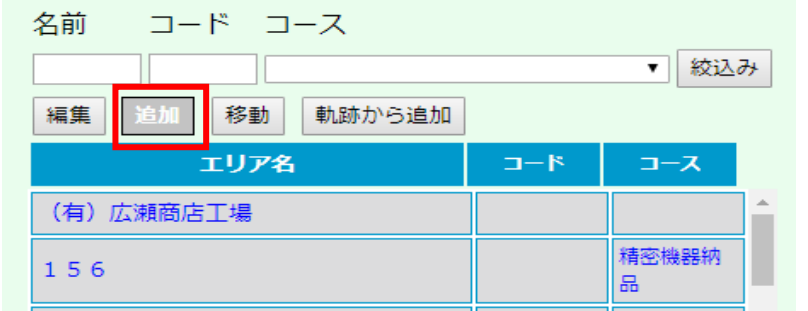 名前 コード コース
絞込み
編集 追加 移動 軌跡から追加
エリア名 コード コース
（有）広瀬商店工場
１５６ 精密機器納
品